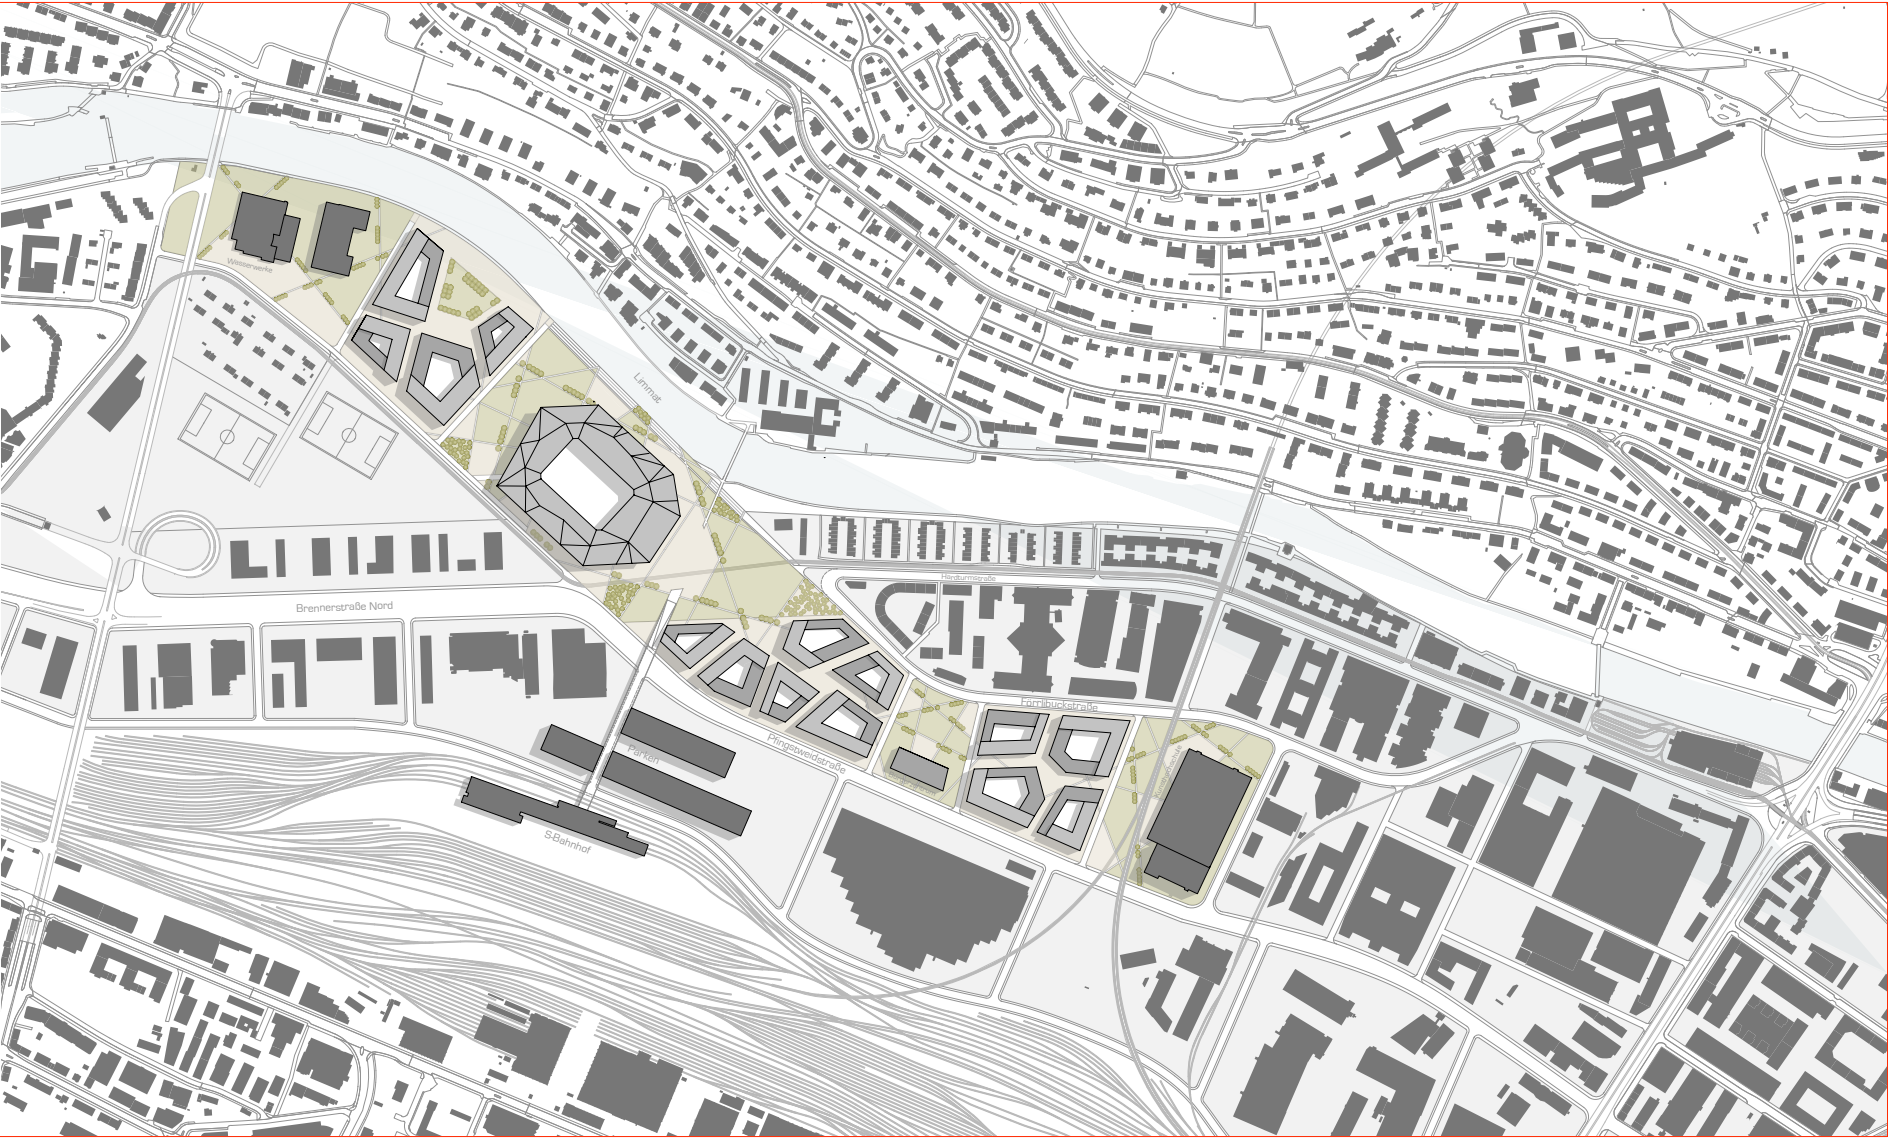 Wasserwerke
Limmat
Hardturmstraße
Brennerstraße Nord
Förrlibuckstraße
Pfingstweidstraße
Parken
S-Bahnhof